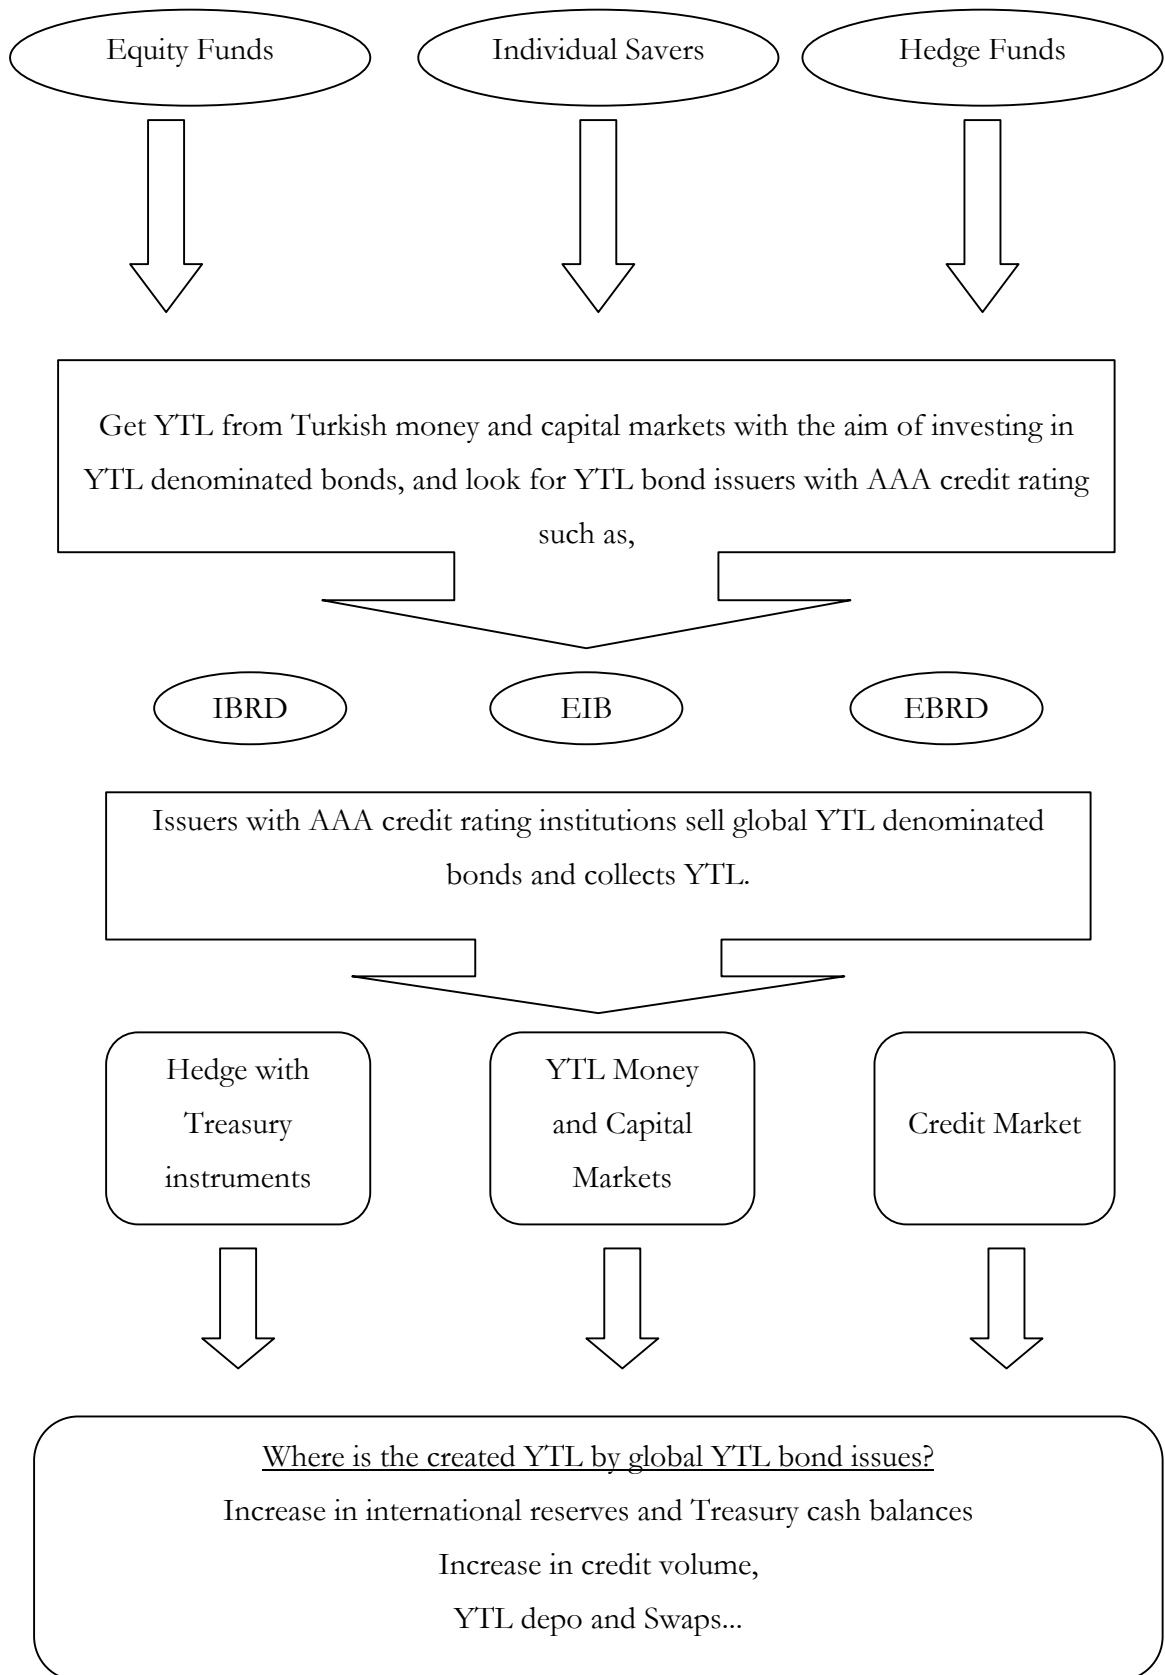 Equity Funds
Individual Savers
Hedge Funds
Get YTL from Turkish money and capital markets with the aim of investing in
YTL denominated bonds, and look for YTL bond issuers with AAA credit rating
such as,
IBRD
EIB
EBRD
Issuers with AAA credit rating institutions sell global YTL denominated
bonds and collects YTL.
Hedge with
Treasury
instruments
YTL Money
and Capital
Markets
Credit Market
Where is the created YTL by global YTL bond issues?
Increase in international reserves and Treasury cash balances
Increase in credit volume,
YTL depo and Swaps...